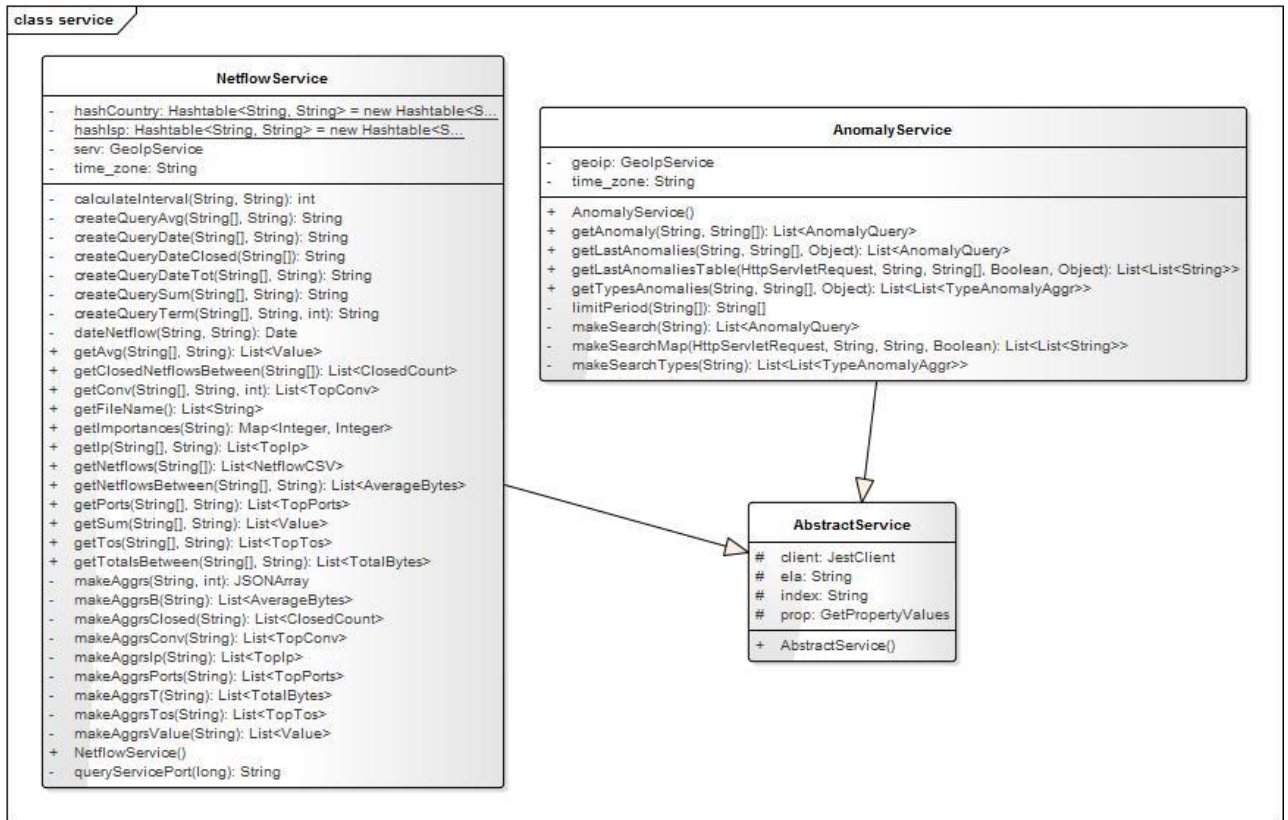 class service
NetflowService
- hashCountry: Hashtable<String, String> = new Hashtable<S...
- hashIsp: Hashtable<String, String> = new Hashtable<S...
- serv: GeoIpService
- time_zone: String
- calculateInterval(String, String): int
- createQueryAvg(String[], String): String
- createQueryDate(String[], String): String
- createQueryDateClosed(String[]): String
- createQueryDateTot(String[], String): String
- createQuerySum(String[], String): String
- createQueryTerm(String[], String, int): String
- dateNetflow(String, String): Date
+ getAvg(String[], String): List<Value>
+ getClosedNetflowsBetween(String[]): List<ClosedCount>
+ getConv(String[], String, int): List<TopConv>
+ getFileName(): List<String>
+ getImportances(String): Map<Integer, Integer>
+ getIp(String[], String): List<TopIp>
+ getNetflows(String[]): List<NetflowCSV>
+ getNetflowsBetween(String[], String): List<AverageBytes>
+ getPorts(String[], String): List<TopPorts>
+ getSum(String[], String): List<Value>
+ getTos(String[], String): List<TopTos>
+ getTotalsBetween(String[], String): List<TotalBytes>
- makeAggrs(String, int): JSONArray
- makeAggrsB(String): List<AverageBytes>
- makeAggrsClosed(String): List<ClosedCount>
- makeAggrsConv(String): List<TopConv>
- makeAggrsIp(String): List<TopIp>
- makeAggrsPorts(String): List<TopPorts>
- makeAggrsT(String): List<TotalBytes>
- makeAggrsTos(String): List<TopTos>
- makeAggrsValue(String): List<Value>
+ NetflowService()
- queryServicePort(long): String
AnomalyService
- geoip: GeoIpService
- time_zone: String
+ AnomalyService()
+ getAnomaly(String, String[]): List<AnomalyQuery>
+ getLastAnomalies(String, String[], Object): List<AnomalyQuery>
+ getLastAnomaliesTable(HttpServletRequest, String, String[], Boolean, Object): List<List<String>>
+ getTypesAnomalies(String, String[], Object): List<List<TypeAnomalyAggr>>
- limitPeriod(String[]): String[]
- makeSearch(String): List<AnomalyQuery>
- makeSearchMap(HttpServletRequest, String, String, Boolean): List<List<String>>
- makeSearchTypes(String): List<List<TypeAnomalyAggr>>
AbstractService
# client: JestClient
# ela: String
# index: String
# prop: GetPropertyValues
+ AbstractService()